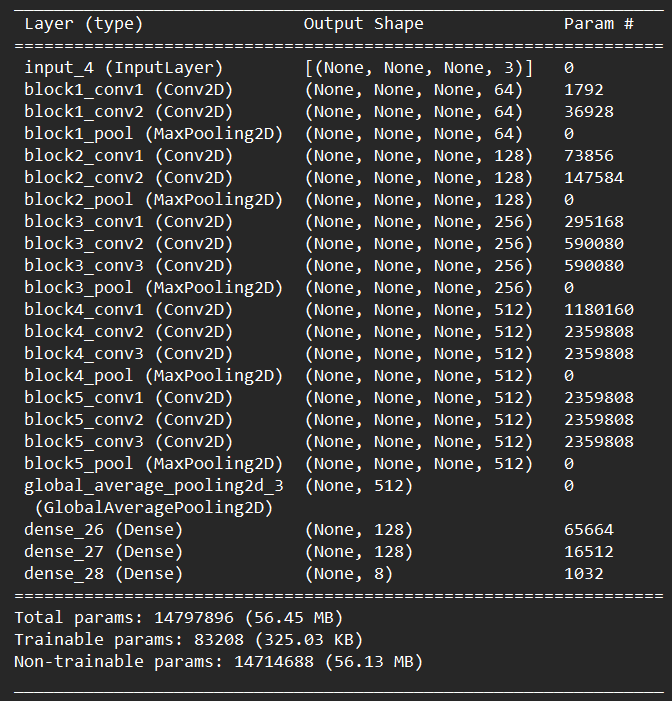 Layer (type) Output Shape Param #
input_4 (InputLayer) [(None, None, None, 3)] 0
block1_conv1 (Conv2D) (None, None, None, 64) 1792
block1_conv2 (Conv2D) (None, None, None, 64) 36928
block1_pool (MaxPooling2D) (None, None, None, 64) 0
block2_conv1 (Conv2D) (None, None, None, 128) 73856
block2_conv2 (Conv2D) (None, None, None, 128) 147584
block2_pool (MaxPooling2D) (None, None, None, 128) 0
block3_conv1 (Conv2D) (None, None, None, 256) 295168
block3_conv2 (Conv2D) (None, None, None, 256) 590080
block3_conv3 (Conv2D) (None, None, None, 256) 590080
block3_pool (MaxPooling2D) (None, None, None, 256) 0
block4_conv1 (Conv2D) (None, None, None, 512) 1180160
block4_conv2 (Conv2D) (None, None, None, 512) 2359808
block4_conv3 (Conv2D) (None, None, None, 512) 2359808
block4_pool (MaxPooling2D) (None, None, None, 512) 0
block5_conv1 (Conv2D) (None, None, None, 512) 2359808
block5_conv2 (Conv2D) (None, None, None, 512) 2359808
block5_conv3 (Conv2D) (None, None, None, 512) 2359808
block5_pool (MaxPooling2D) (None, None, None, 512) 0
global_average_pooling2d_3 (None, 512) 0
(GlobalAveragePooling2D)
dense_26 (Dense) (None, 128) 65664
dense_27 (Dense) (None, 128) 16512
dense_28 (Dense) (None, 8) 1032
Total params: 14797896 (56.45 MB)
Trainable params: 83208 (325.03 KB)
Non-trainable params: 14714688 (56.13 MB)